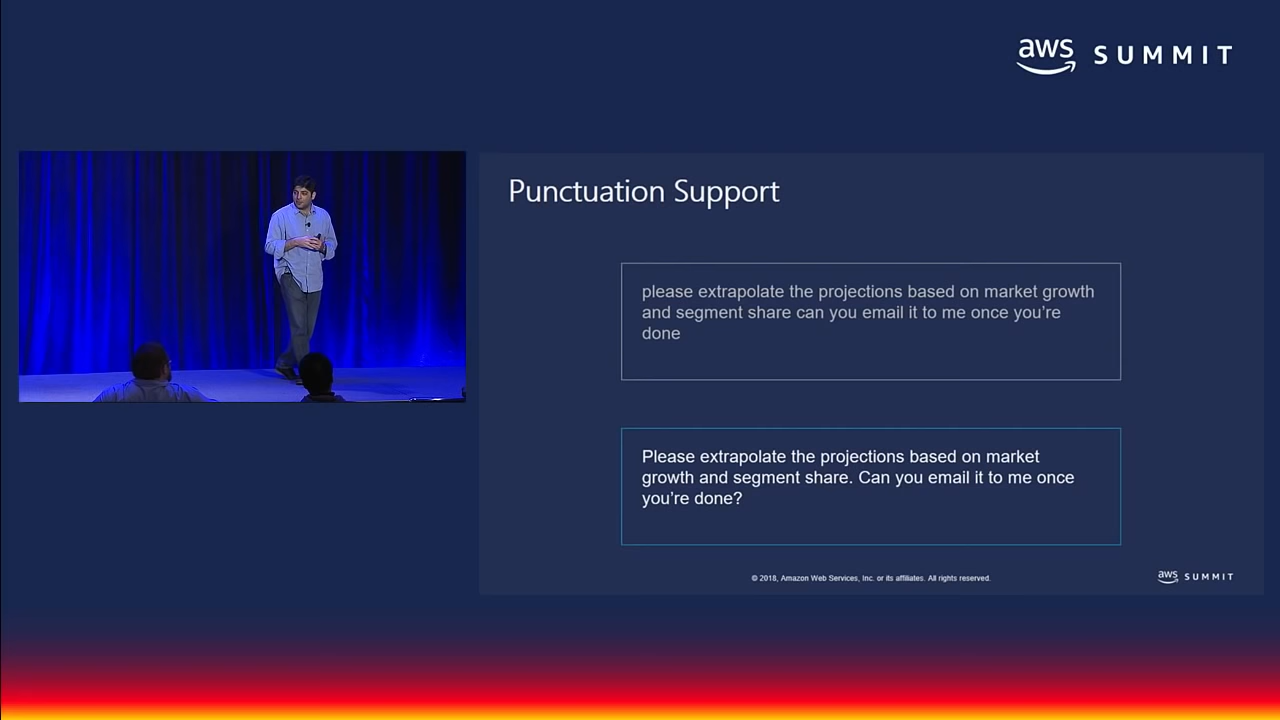 aws SUMMIT
Punctuation Support
please extrapolate the projections based on market growth
and segment share can you email it to me once you’re
done
Please extrapolate the projections based on market
growth and segment share. Can you email it to me once
you’re done?
© 2018, Amazon Web Services, Inc. or its affiliates. All rights reserved.
aws SUMMIT